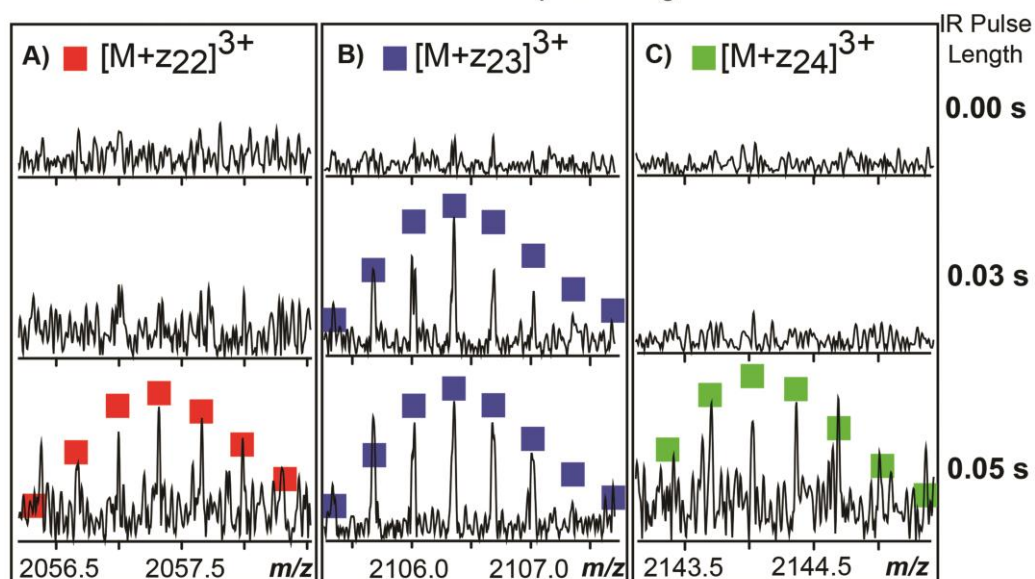 A) [M+z22]3+
B) [M+z23]3+
C) [M+z24]3+
IR Pulse
Length
0.00 s
0.03 s
0.05 s
2056.5 2057.5 m/z
2106.0 2107.0 m/z
2143.5 2144.5 m/z